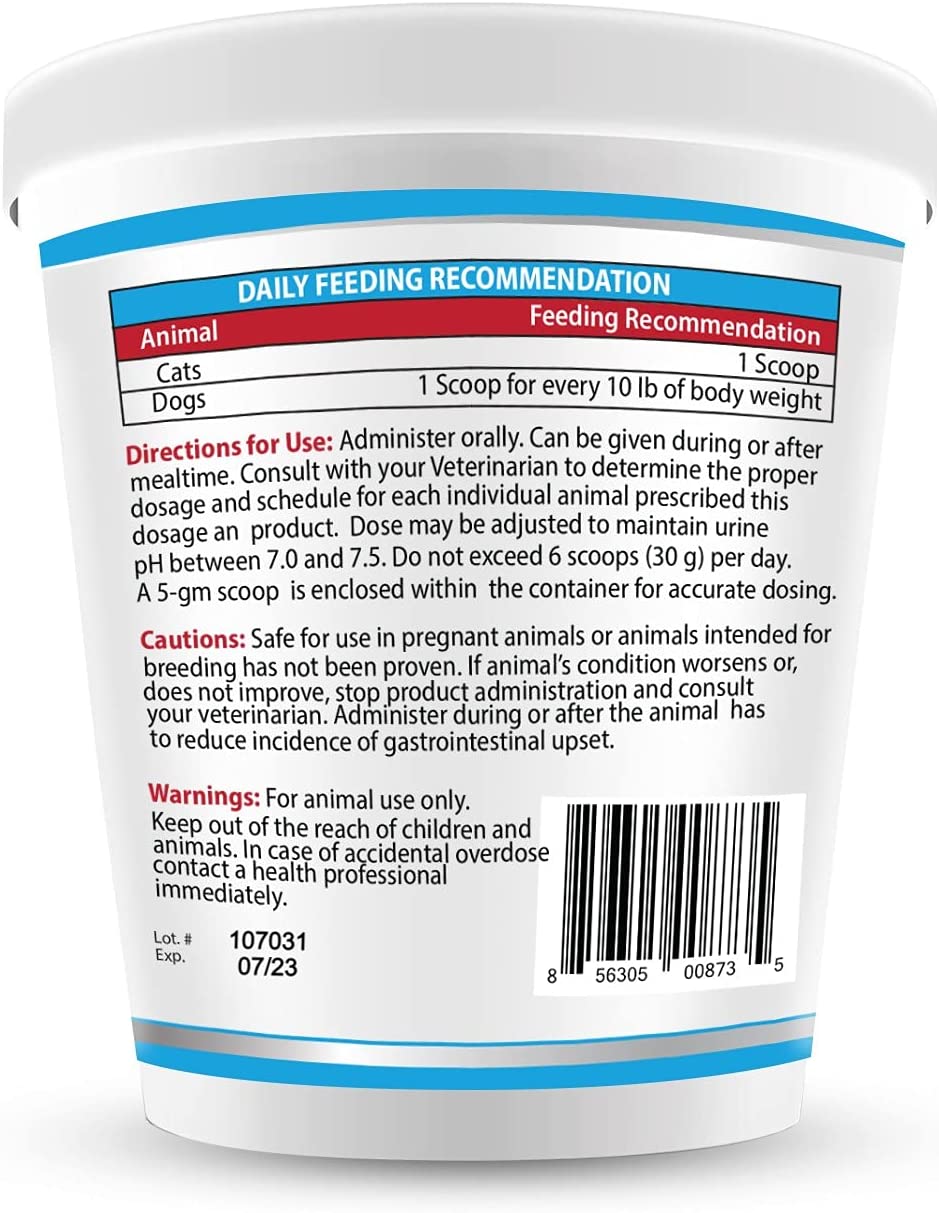 DAILY FEEDING RECOMMENDATION
Animal Feeding Recommendation
Cats 1 Scoop
Dogs 1 Scoop for every 10 lb of body weight
Directions for Use: Administer orally. Can be given during or after
mealtime. Consult with your Veterinarian to determine the proper
dosage and schedule for each individual animal prescribed this
dosage an product. Dose may be adjusted to maintain urine
pH between 7.0 and 7.5. Do not exceed 6 scoops (30 g) per day.
A 5-gm scoop is enclosed within the container for accurate dosing.
Cautions: Safe for use in pregnant animals or animals intended for
breeding has not been proven. If animal's condition worsens or,
does not improve, stop product administration and consult
your veterinarian. Administer during or after the animal has
to reduce incidence of gastrointestinal upset.
Warnings: For animal use only.
Keep out of the reach of children and
animals. In case of accidental overdose
contact a health professional
immediately.
Lot. # 107031
Exp. 07/23
8 56305 00873 5